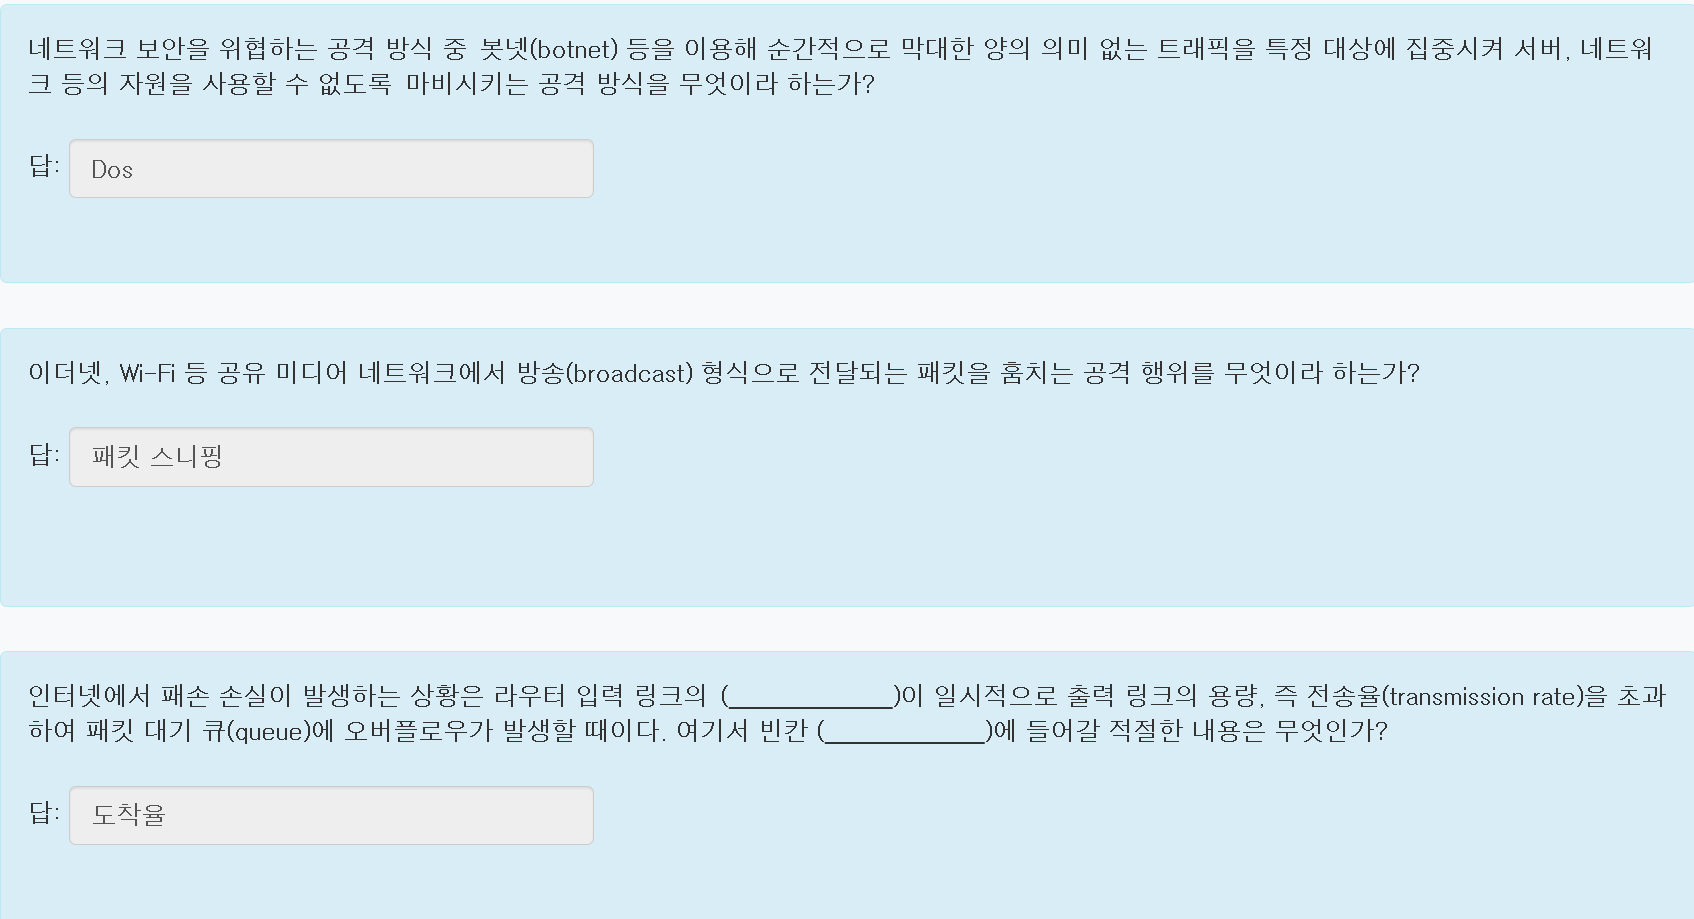 네트워크 보안을 위협하는 공격 방식 중 봇넷(botnet) 등을 이용해 순간적으로 막대한 양의 의미 없는 트래픽을 특정 대상에 집중시켜 서버, 네트워
크 등의 자원을 사용할 수 없도록 마비시키는 공격 방식을 무엇이라 하는가?
답: Dos
이더넷, Wi-Fi 등 공유 미디어 네트워크에서 방송(broadcast) 형식으로 전달되는 패킷을 훔치는 공격 행위를 무엇이라 하는가?
답: 패킷 스니핑
인터넷에서 패손 손실이 발생하는 상황은 라우터 입력 링크의 (____________)이 일시적으로 출력 링크의 용량, 즉 전송율(transmission rate)을 초과
하여 패킷 대기 큐(queue)에 오버플로우가 발생할 때이다. 여기서 빈칸 (____________)에 들어갈 적절한 내용은 무엇인가?
답: 도착율